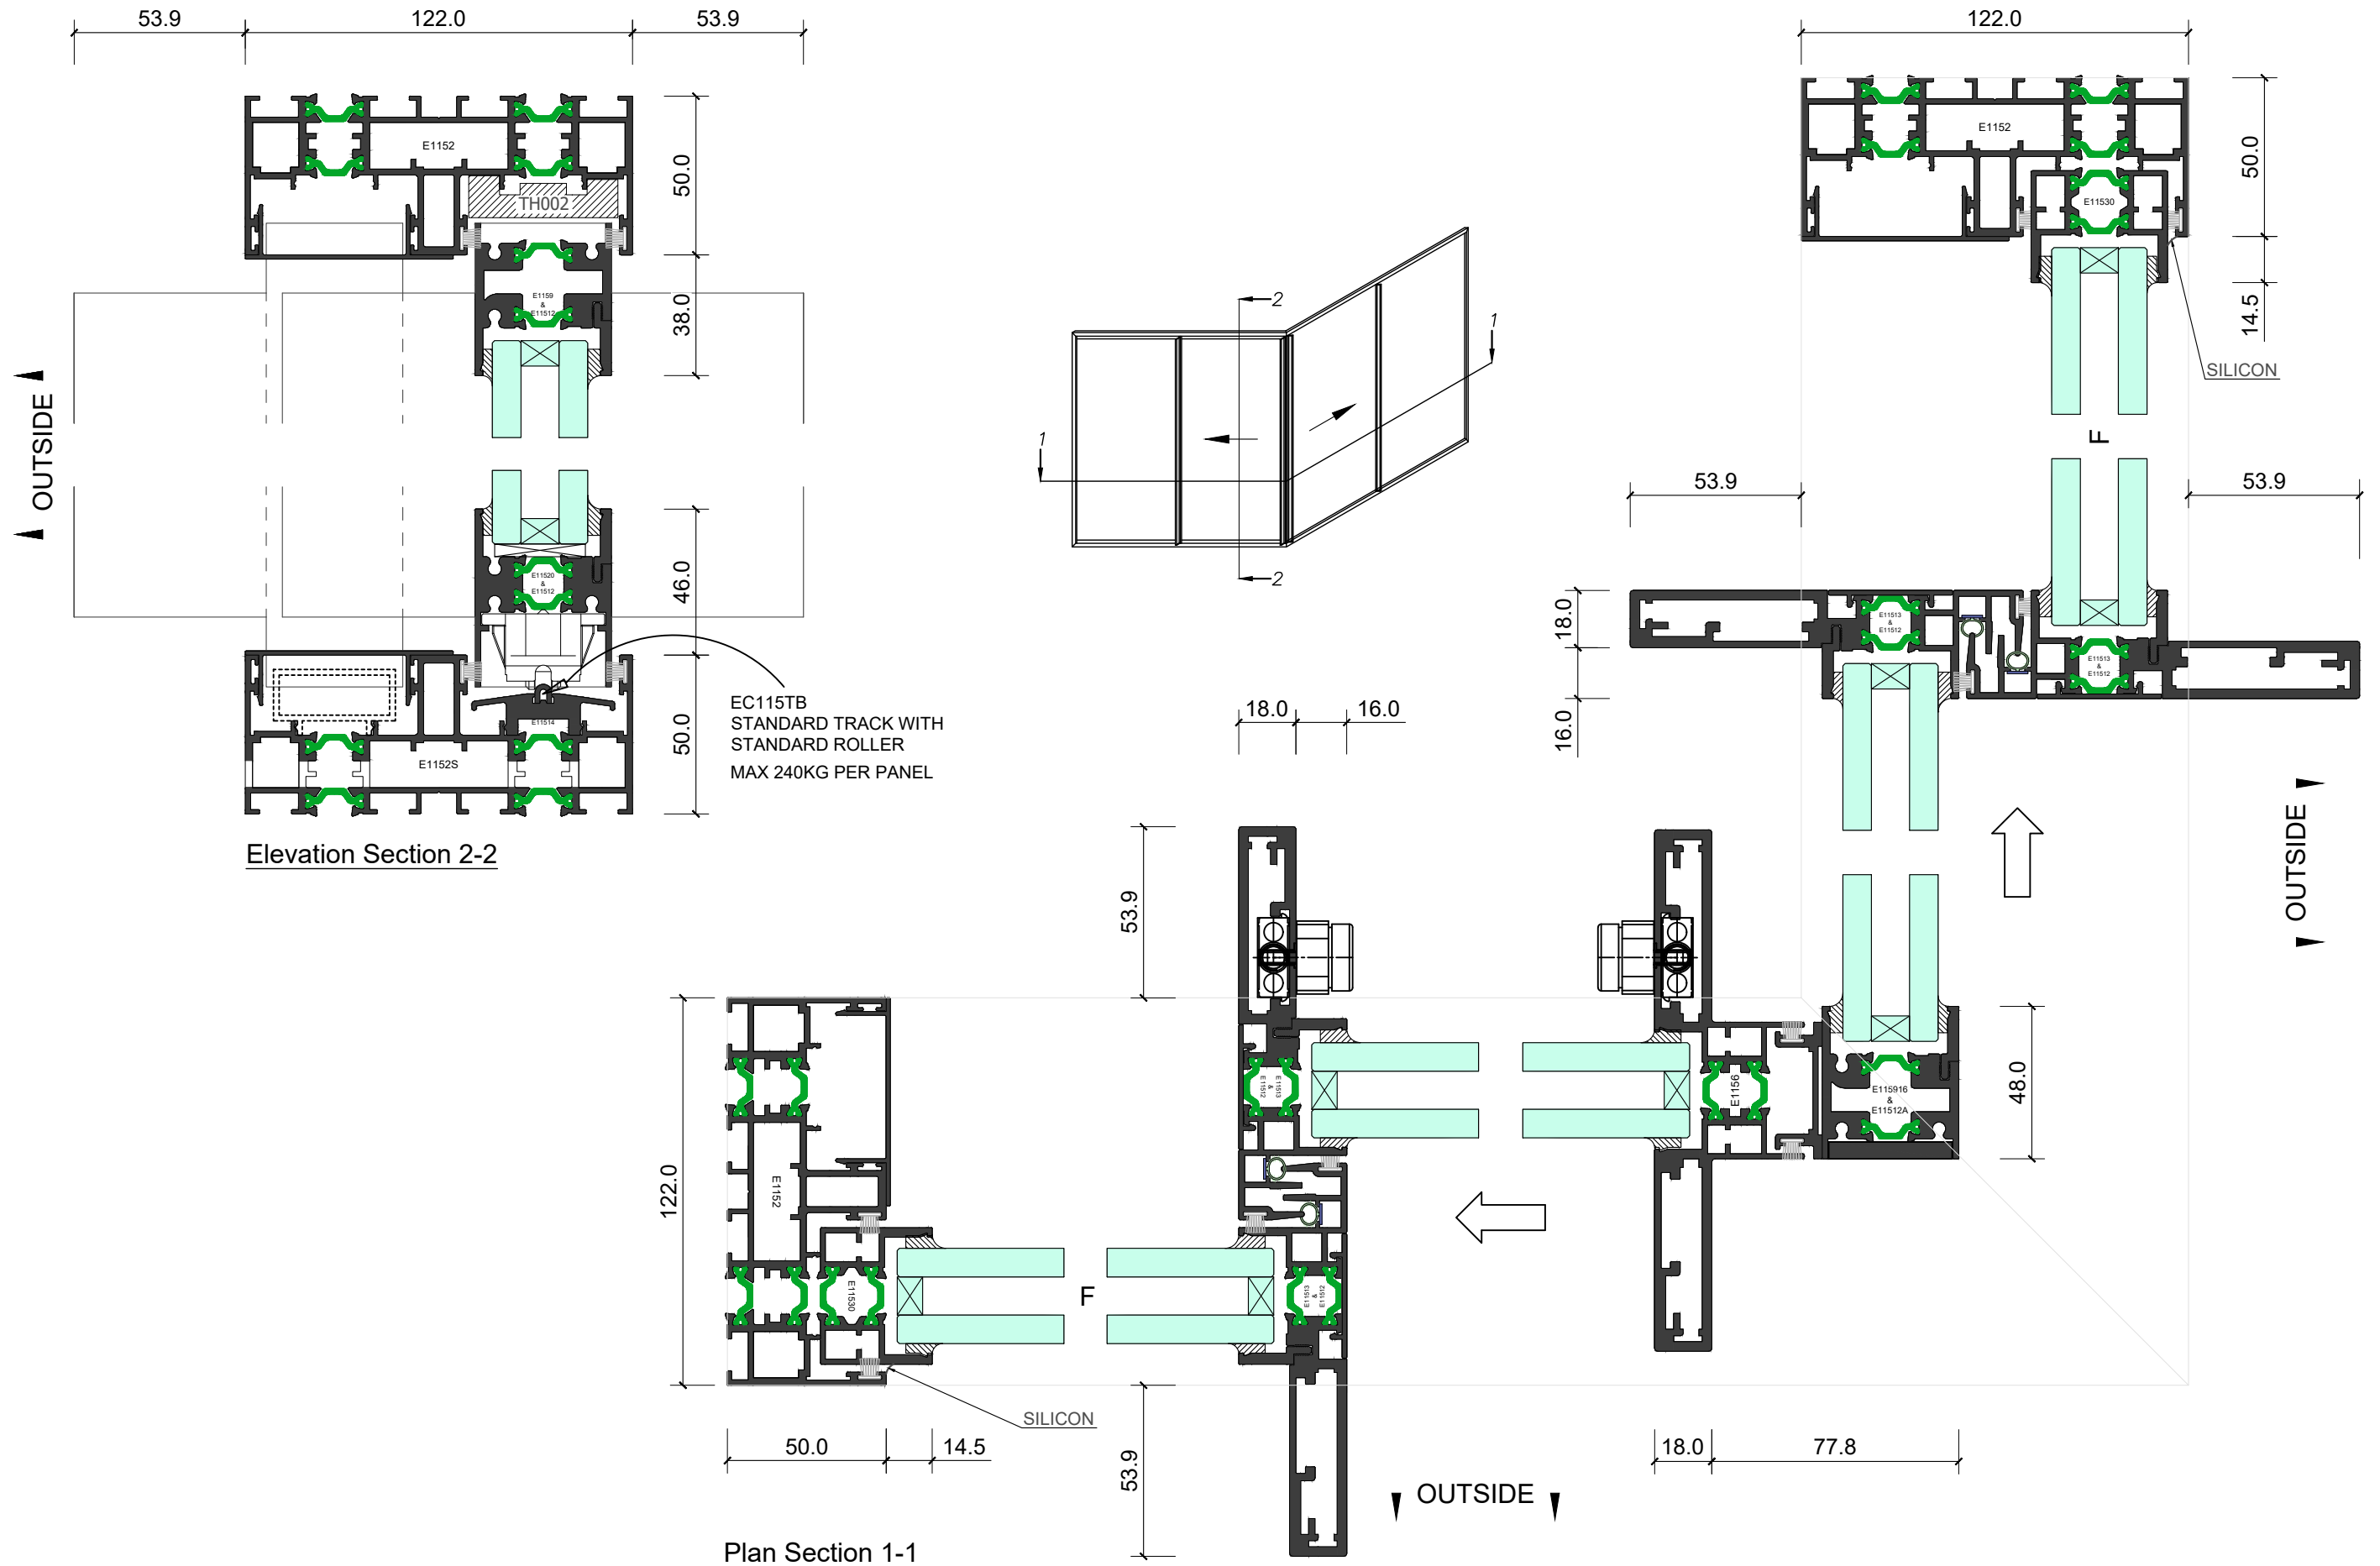 53.9
122.0
53.9
122.0
E1152
50.0
TH002
E1159
&
E11512
38.0
OUTSIDE
E11520
&
E11512
46.0
E11514
E1152S
50.0
EC115TB
STANDARD TRACK WITH
STANDARD ROLLER
MAX 240KG PER PANEL
Elevation Section 2-2
2
1
1
2
E1152
50.0
E11530
14.5
SILICON
F
53.9
53.9
18.0
E11513
&
E11512
E11513
&
E11512
16.0
18.0
16.0
OUTSIDE
53.9
E11513
&
E11512
E1156
E115916
&
E11512A
48.0
122.0
E1152
E11530
F
E11513
&
E11512
SILICON
50.0
14.5
53.9
18.0
77.8
OUTSIDE
Plan Section 1-1